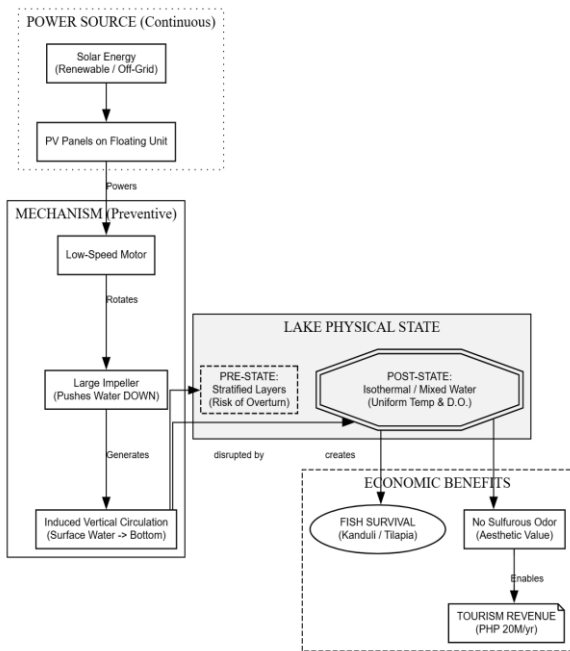 POWER SOURCE (Continuous)
Solar Energy
(Renewable / Off-Grid)
PV Panels on Floating Unit
Powers
MECHANISM (Preventive)
Low-Speed Motor
Rotates
Large Impeller
(Pushes Water DOWN)
Generates
Induced Vertical Circulation
(Surface Water -> Bottom)
LAKE PHYSICAL STATE
PRE-STATE:
Stratified Layers
(Risk of Overturn)
POST-STATE:
Isothermal / Mixed Water
(Uniform Temp & D.O.)
disrupted by
creates
ECONOMIC BENEFITS
FISH SURVIVAL
(Kanduli / Tilapia)
No Sulfurous Odor
(Aesthetic Value)
Enables
TOURISM REVENUE
(PHP 20M/yr)